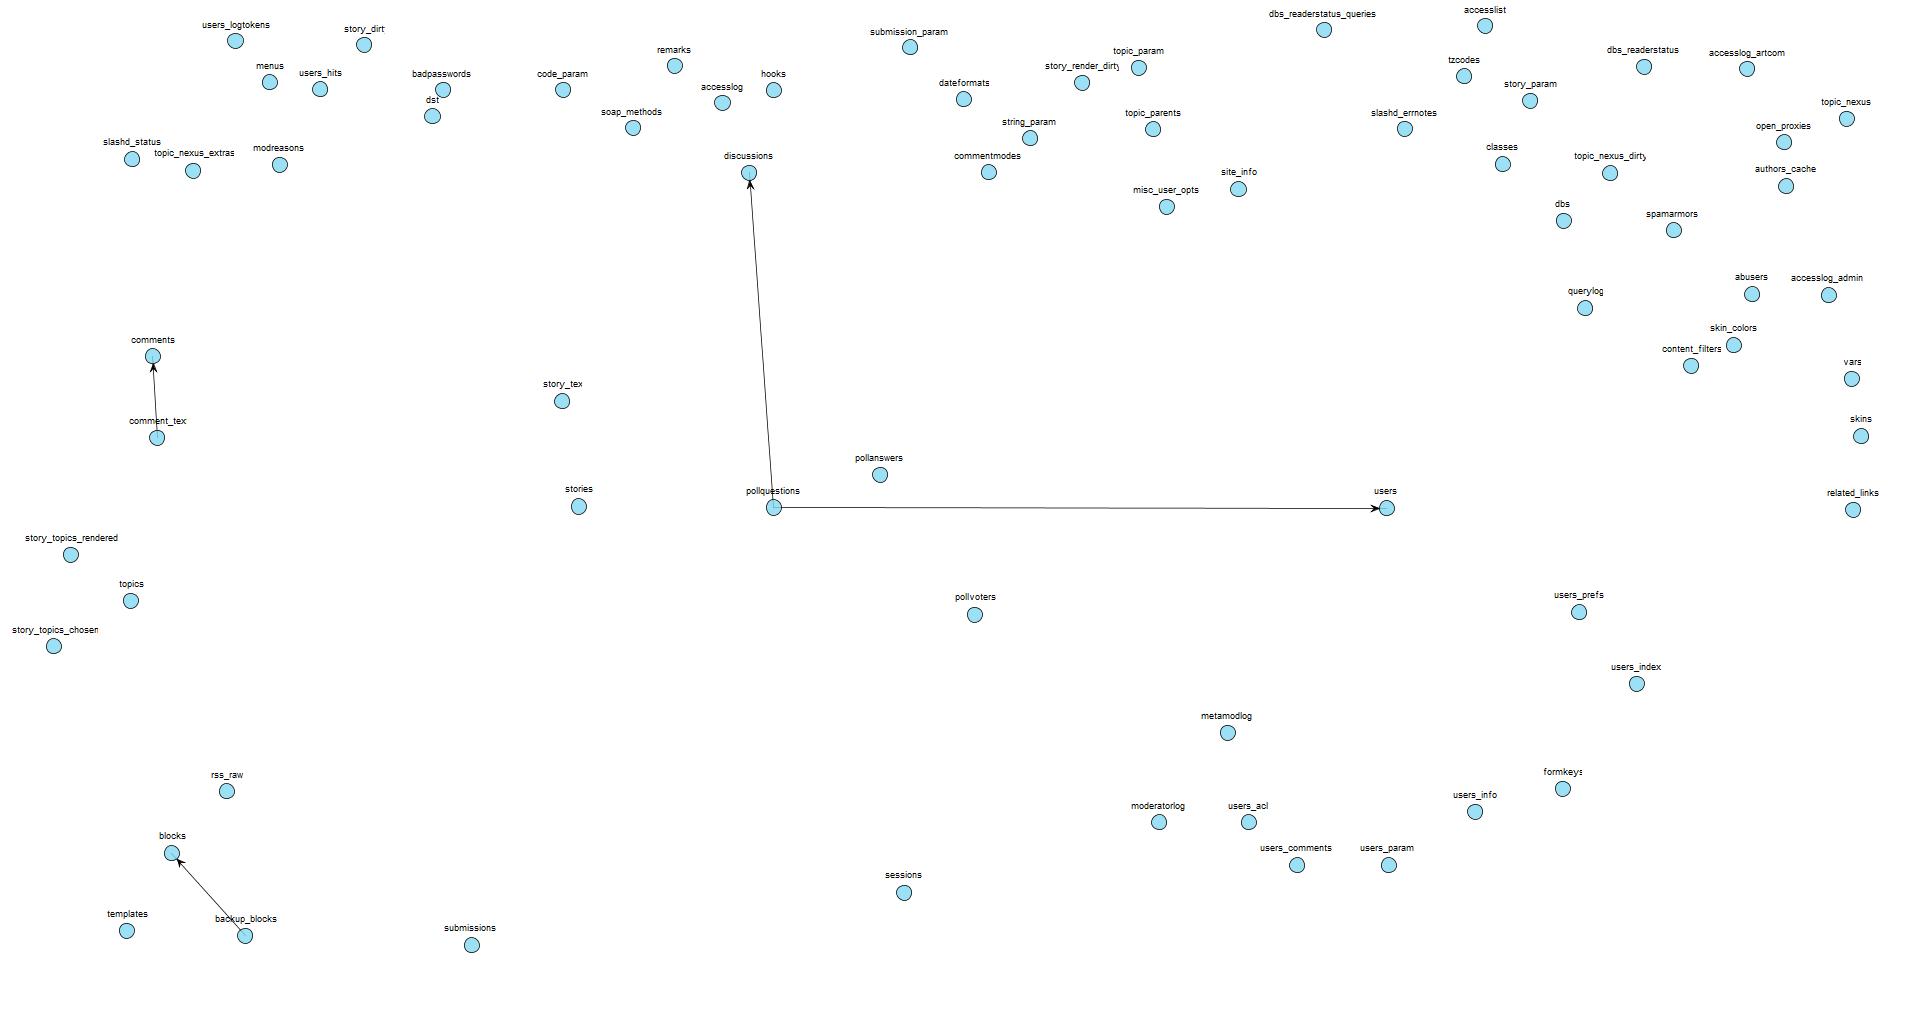 accesslist
dbs_readerstatus_queries
users_logtokens
story_dirt
submission_param
remarks
topic_param
dbs_readerstatus
accesslog_artcom
tzcodes
menus
story_render_dirty
users_hits
badpasswords
code_param
hooks
dateformats
story_param
accesslog
dst
topic_nexus
soap_methods
topic_parents
slashd_errnotes
string_param
open_proxies
slashd_status
modreasons
classes
topic_nexus_extras
discussions
commentmodes
topic_nexus_dirty
authors_cache
site_info
misc_user_opts
dbs
spamarmors
abusers
accesslog_admin
querylog
skin_colors
comments
content_filters
vars
story_tex
comment_tex
skins
pollanswers
stories
pollquestions
users
related_links
story_topics_rendered
topics
users_prefs
pollvoters
story_topics_chosen
users_index
metamodlog
formkeys
rss_raw
users_info
moderatorlog
users_acl
blocks
users_comments
users_param
sessions
templates
backup_blocks
submissions